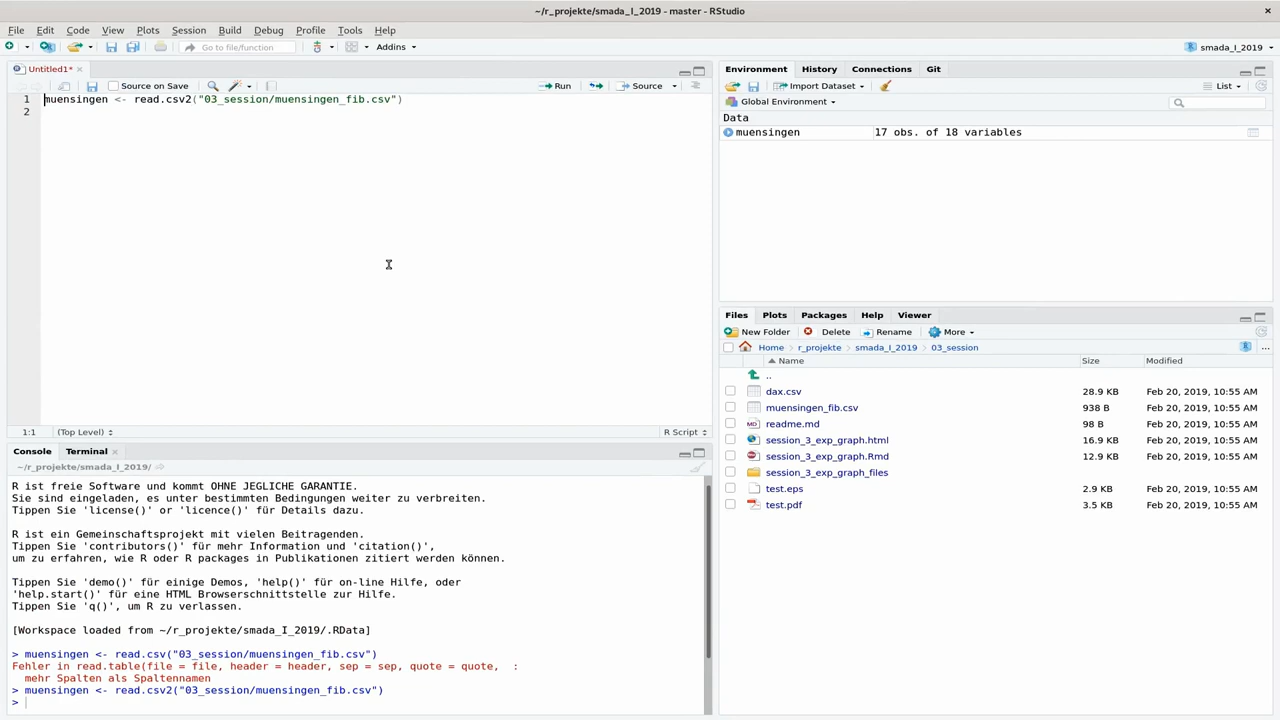 ~/r_projekte/smada_I_2019 - master - RStudio
File Edit Code View Plots Session Build Debug Profile Tools Help
Go to file/function Addins smada_I_2019
Untitled1*
Source on Save Run Source
1 muensingen <- read.csv2("03_session/muensingen_fib.csv")
2
1:1 (Top Level) R Script
Console Terminal
~/r_projekte/smada_I_2019/
R ist freie Software und kommt OHNE JEGLICHE GARANTIE.
Sie sind eingeladen, es unter bestimmten Bedingungen weiter zu verbreiten.
Tippen Sie 'license()' or 'licence()' für Details dazu.
R ist ein Gemeinschaftsprojekt mit vielen Beitragenden.
Tippen Sie 'contributors()' für mehr Information und 'citation()',
um zu erfahren, wie R oder R packages in Publikationen zitiert werden können.
Tippen Sie 'demo()' für einige Demos, 'help()' für on-line Hilfe, oder
'help.start()' für eine HTML Browserschnittstelle zur Hilfe.
Tippen Sie 'q()', um R zu verlassen.
[Workspace loaded from ~/r_projekte/smada_I_2019/.RData]
> muensingen <- read.csv("03_session/muensingen_fib.csv")
Fehler in read.table(file = file, header = header, sep = sep, quote = quote,  :
mehr Spalten als Spaltennamen
> muensingen <- read.csv2("03_session/muensingen_fib.csv")
>
Environment History Connections Git
Import Dataset List
Global Environment
Data
muensingen 17 obs. of 18 variables
Files Plots Packages Help Viewer
New Folder Delete Rename More
Home r_projekte smada_I_2019 03_session ...
Name Size Modified
..
dax.csv 28.9 KB Feb 20, 2019, 10:55 AM
muensingen_fib.csv 938 B Feb 20, 2019, 10:55 AM
readme.md 98 B Feb 20, 2019, 10:55 AM
session_3_exp_graph.html 16.9 KB Feb 20, 2019, 10:55 AM
session_3_exp_graph.Rmd 12.9 KB Feb 20, 2019, 10:55 AM
session_3_exp_graph_files
test.eps 2.9 KB Feb 20, 2019, 10:55 AM
test.pdf 3.5 KB Feb 20, 2019, 10:55 AM